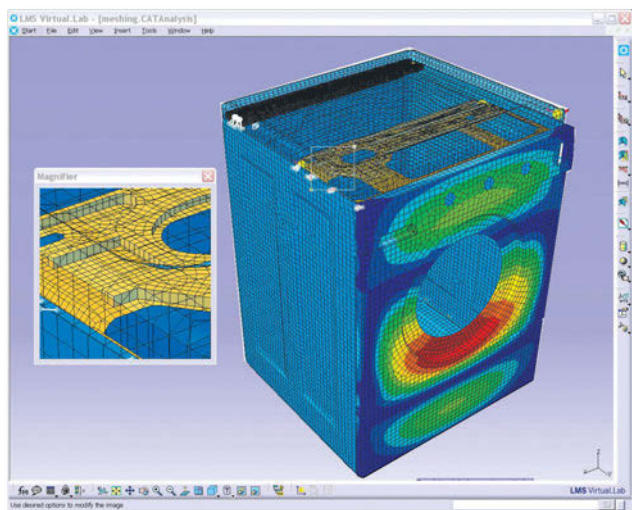 LMS Virtual.Lab - [meshing.CATAnalysis]
Start File Edit View Insert Tools Window Help
Magnifier
z
LMS Virtual.Lab
Use desired options to modify the image